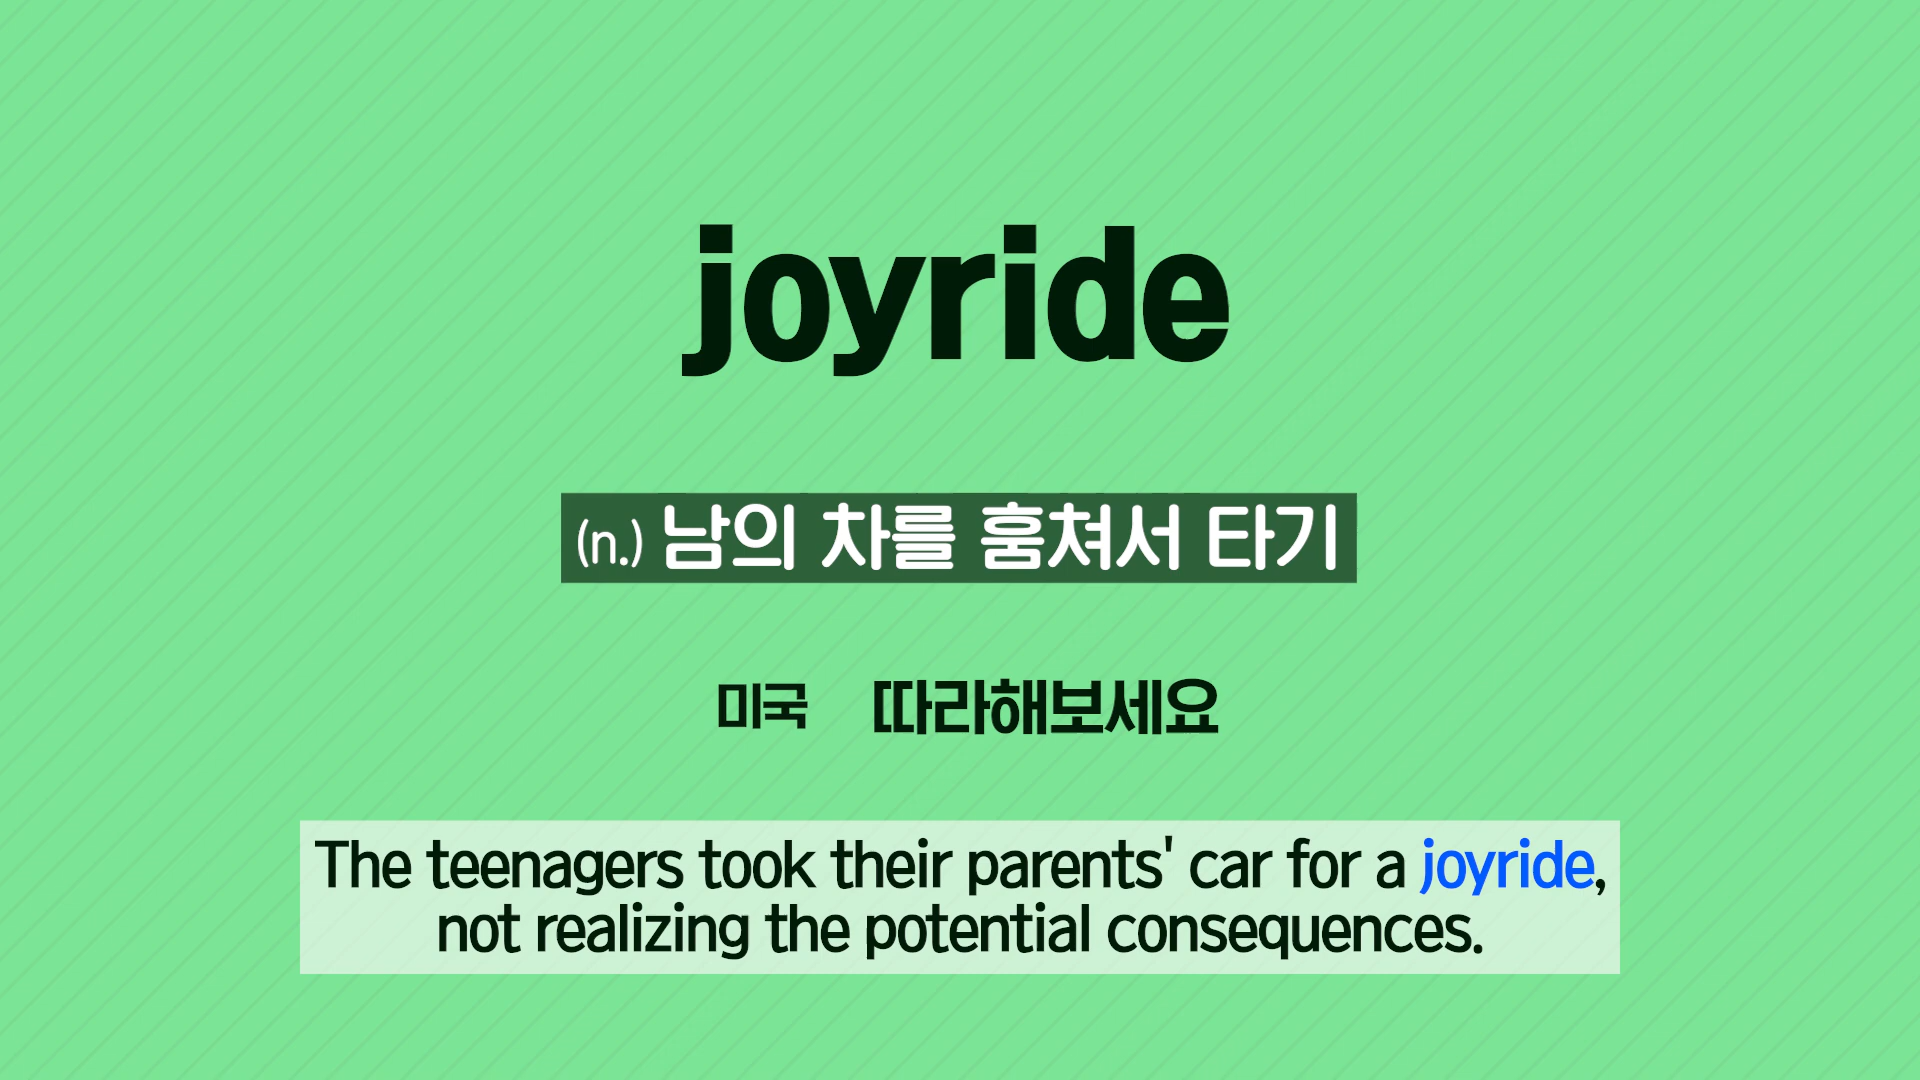 joyride
(n.) 남의 차를 훔쳐서 타기
미국 따라해보세요
The teenagers took their parents' car for a joyride,
not realizing the potential consequences.